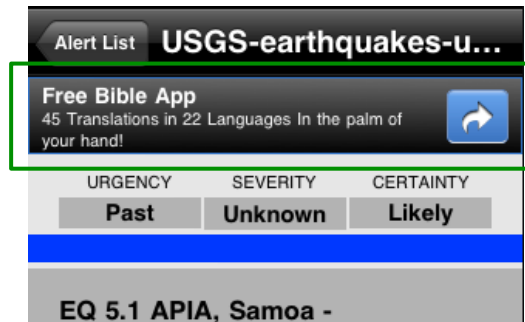 Alert List USGS-earthquakes-u...
Free Bible App
45 Translations in 22 Languages In the palm of
your hand!
URGENCY SEVERITY CERTAINTY
Past Unknown Likely
EQ 5.1 APIA, Samoa -